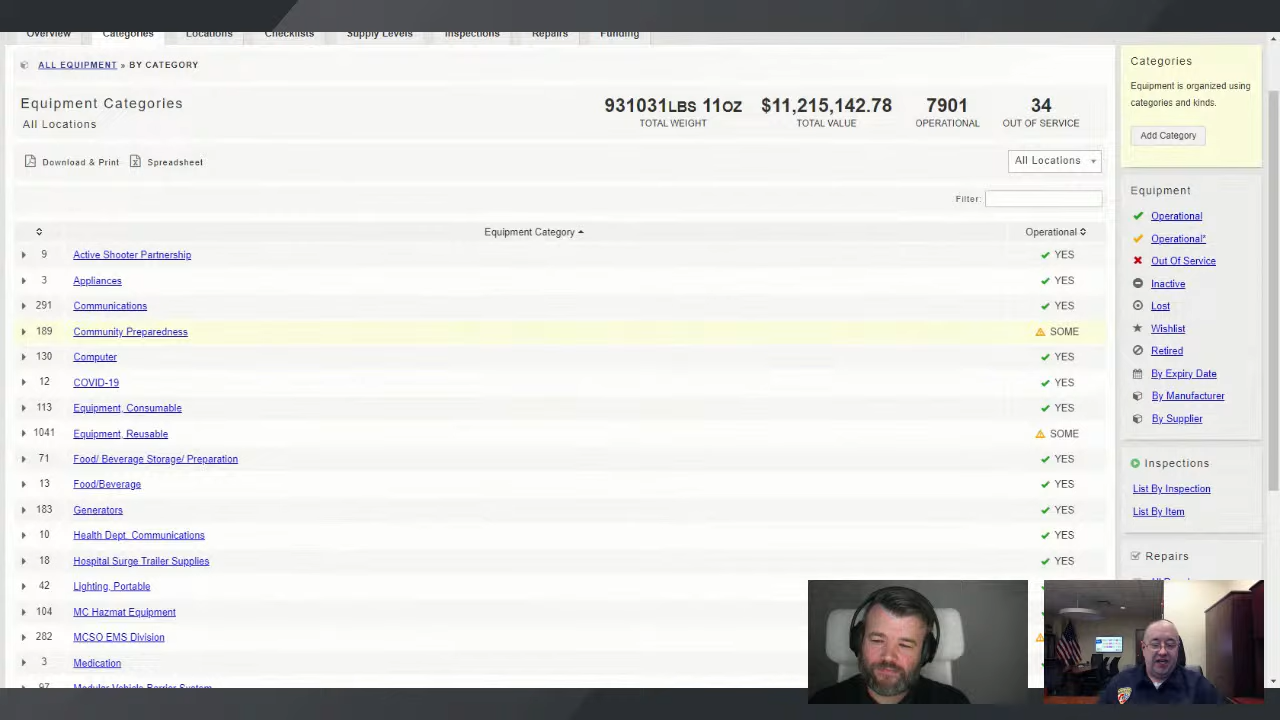 Overview Categories Locations Checklists Supply Levels Inspections Repairs Funding
ALL EQUIPMENT » BY CATEGORY
Equipment Categories
All Locations
931031LBS 11OZ
TOTAL WEIGHT
$11,215,142.78
TOTAL VALUE
7901
OPERATIONAL
34
OUT OF SERVICE
Download & Print Spreadsheet
All Locations
Filter:
Equipment Category Operational
9 Active Shooter Partnership YES
3 Appliances YES
291 Communications YES
189 Community Preparedness SOME
130 Computer YES
12 COVID-19 YES
113 Equipment, Consumable YES
1041 Equipment, Reusable SOME
71 Food/ Beverage Storage/ Preparation YES
13 Food/Beverage YES
183 Generators YES
10 Health Dept. Communications YES
18 Hospital Surge Trailer Supplies YES
42 Lighting, Portable
104 MC Hazmat Equipment
282 MCSO EMS Division
3 Medication
97 Modular Vehicle Barrier System
Categories
Equipment is organized using
categories and kinds.
Add Category
Equipment
Operational
Operational*
Out Of Service
Inactive
Lost
Wishlist
Retired
By Expiry Date
By Manufacturer
By Supplier
Inspections
List By Inspection
List By Item
Repairs